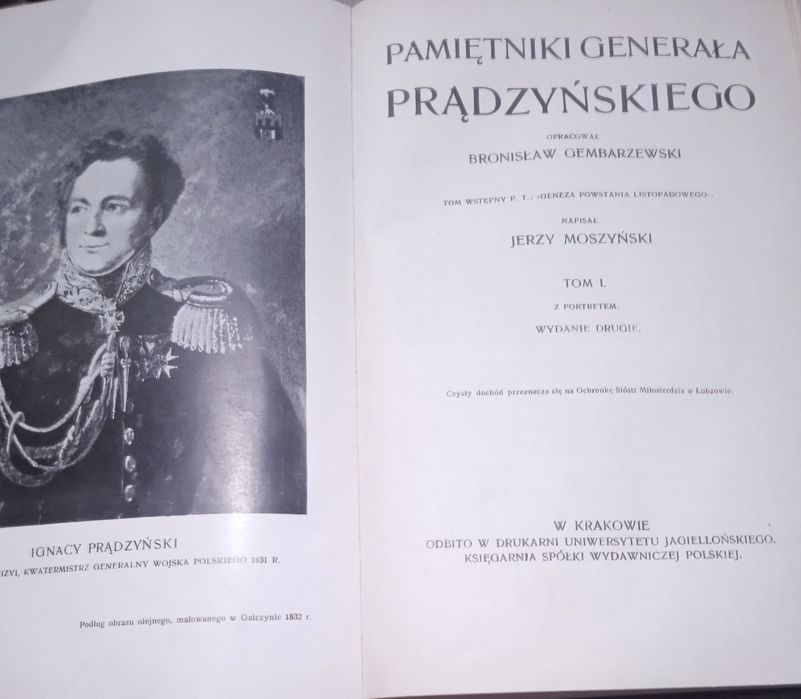 IGNACY PRĄDZYŃSKI
KWATERMISTRZ GENERALNY WOJSKA POLSKIEGO 1831 R.
Podług obrazu olejnego, malowanego w Gatczynie 1832 r.
PAMIĘTNIKI GENERAŁA
PRĄDZYŃSKIEGO
OPRACOWAŁ
BRONISŁAW GEMBARZEWSKI
TOM WSTĘPNY P. T.: »GENEZA POWSTANIA LISTOPADOWEGO«.
NAPISAŁ
JERZY MOSZYŃSKI
TOM I.
Z PORTRETEM.
WYDANIE DRUGIE.
Czysty dochód przeznacza się na Ochronkę Sióstr Miłosierdzia w Łobzowie.
W KRAKOWIE
ODBITO W DRUKARNI UNIWERSYTETU JAGIELLOŃSKIEGO.
KSIĘGARNIA SPÓŁKI WYDAWNICZEJ POLSKIEJ.